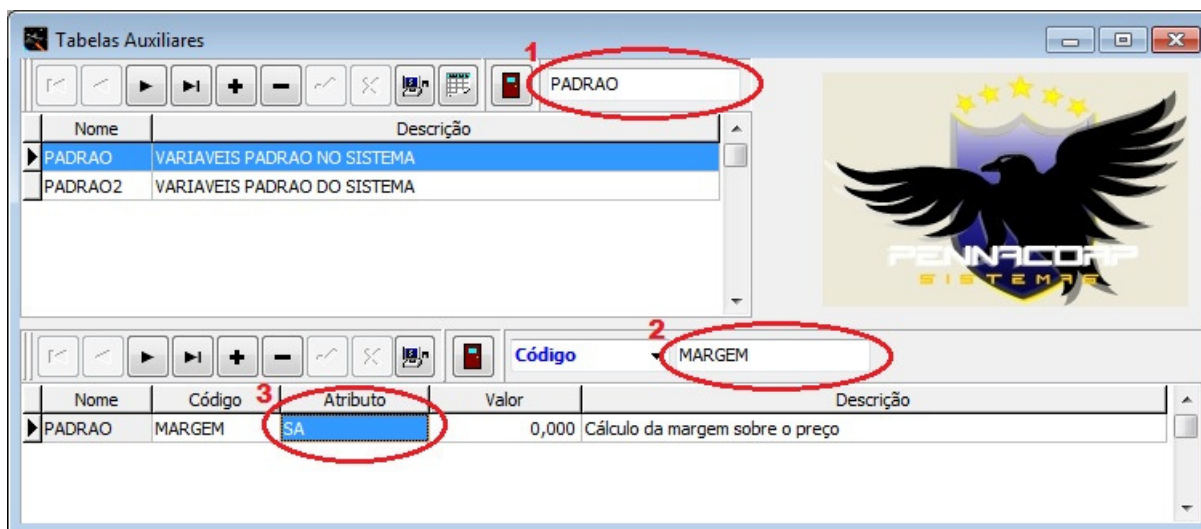 Tabelas Auxiliares
1
PADRAO
Nome Descrição
PADRAO VARIAVEIS PADRAO NO SISTEMA
PADRAO2 VARIAVEIS PADRAO DO SISTEMA
PENNACORP
SISTEMAS
2
Código MARGEM
3
Nome Código Atributo Valor Descrição
PADRAO MARGEM SA 0,000 Cálculo da margem sobre o preço